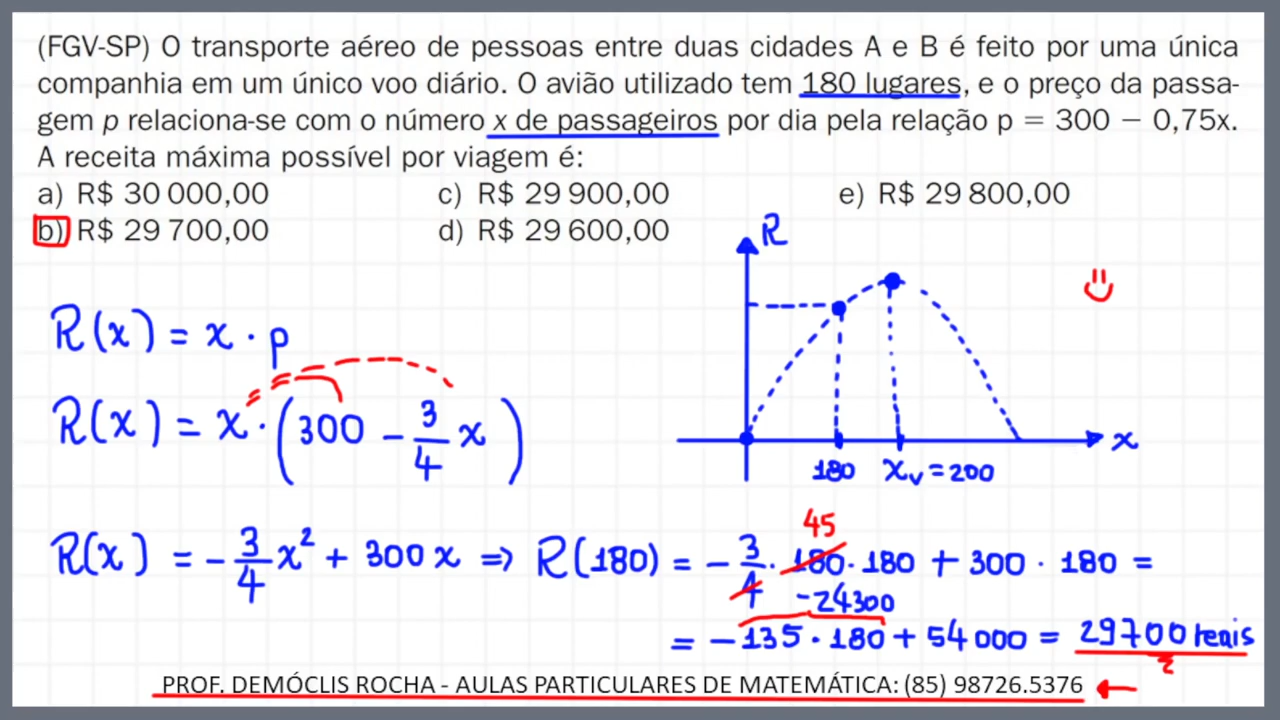 (FGV-SP) O transporte aéreo de pessoas entre duas cidades A e B é feito por uma única
companhia em um único voo diário. O avião utilizado tem 180 lugares, e o preço da passa-
gem p relaciona-se com o número x de passageiros por dia pela relação p = 300 − 0,75x.
A receita máxima possível por viagem é:
a) R$ 30 000,00 c) R$ 29 900,00 e) R$ 29 800,00
b) R$ 29 700,00 d) R$ 29 600,00
R
R(x) = x · p
R(x) = x · (300 − 3/4 x)
x
180 xᵥ = 200
45
R(x) = − 3/4 x² + 300 x ⇒ R(180) = − 3/4 · 180 · 180 + 300 · 180 =
-24300
= − 135 · 180 + 54 000 = 29700 reais
PROF. DEMÓCLIS ROCHA - AULAS PARTICULARES DE MATEMÁTICA: (85) 98726.5376